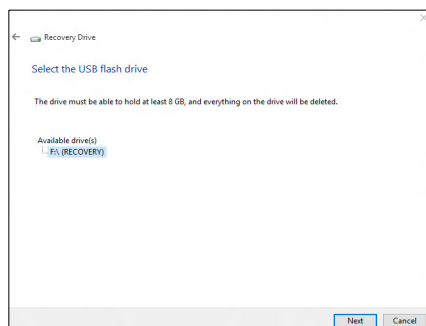 Recovery Drive
Select the USB flash drive
The drive must be able to hold at least 8 GB, and everything on the drive will be deleted.
Available drive(s)
F:\ (RECOVERY)
Next Cancel